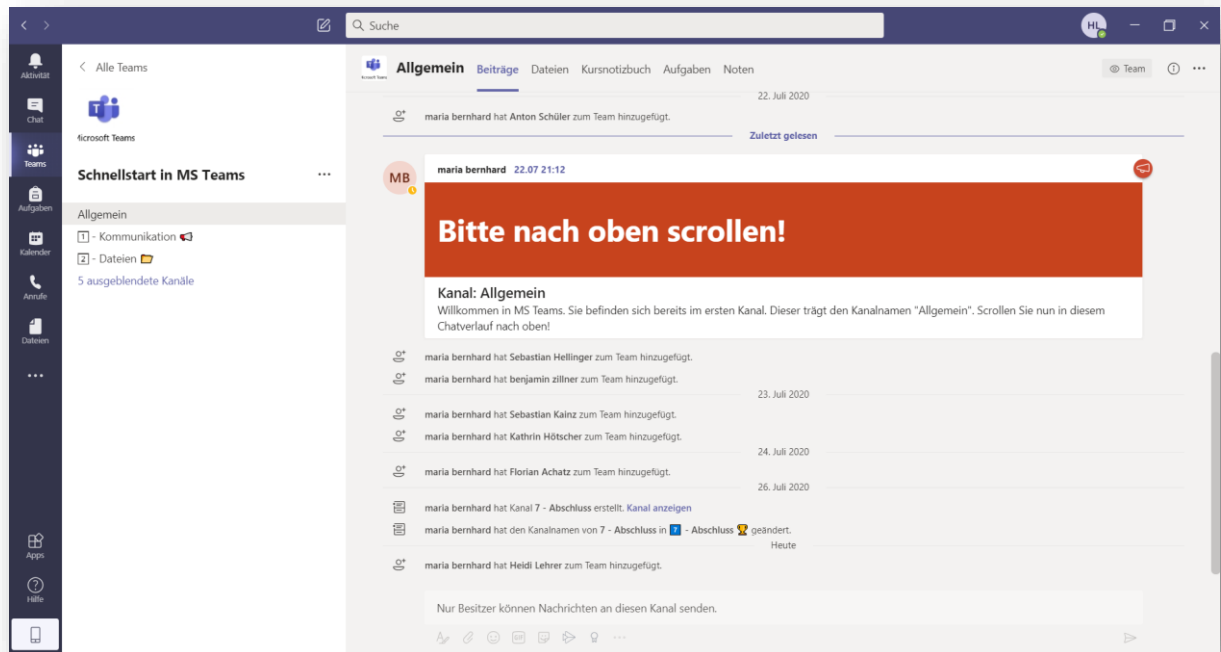 Suche
HL
Aktivität
Chat
Teams
Aufgaben
Kalender
Anrufe
Dateien
Apps
Hilfe
Alle Teams
T
Microsoft Teams
Schnellstart in MS Teams
Allgemein
1 - Kommunikation
2 - Dateien
5 ausgeblendete Kanäle
Allgemein Beiträge Dateien Kursnotizbuch Aufgaben Noten
Team
22. Juli 2020
maria bernhard hat Anton Schüler zum Team hinzugefügt.
Zuletzt gelesen
MB
maria bernhard 22.07 21:12
Bitte nach oben scrollen!
Kanal: Allgemein
Willkommen in MS Teams. Sie befinden sich bereits im ersten Kanal. Dieser trägt den Kanalnamen "Allgemein". Scrollen Sie nun in diesem
Chatverlauf nach oben!
maria bernhard hat Sebastian Hellinger zum Team hinzugefügt.
maria bernhard hat benjamin zillner zum Team hinzugefügt.
23. Juli 2020
maria bernhard hat Sebastian Kainz zum Team hinzugefügt.
maria bernhard hat Kathrin Hötscher zum Team hinzugefügt.
24. Juli 2020
maria bernhard hat Florian Achatz zum Team hinzugefügt.
26. Juli 2020
maria bernhard hat Kanal 7 - Abschluss erstellt. Kanal anzeigen
maria bernhard hat den Kanalnamen von 7 - Abschluss in 7 - Abschluss 🏆 geändert.
Heute
maria bernhard hat Heidi Lehrer zum Team hinzugefügt.
Nur Besitzer können Nachrichten an diesen Kanal senden.
GIF